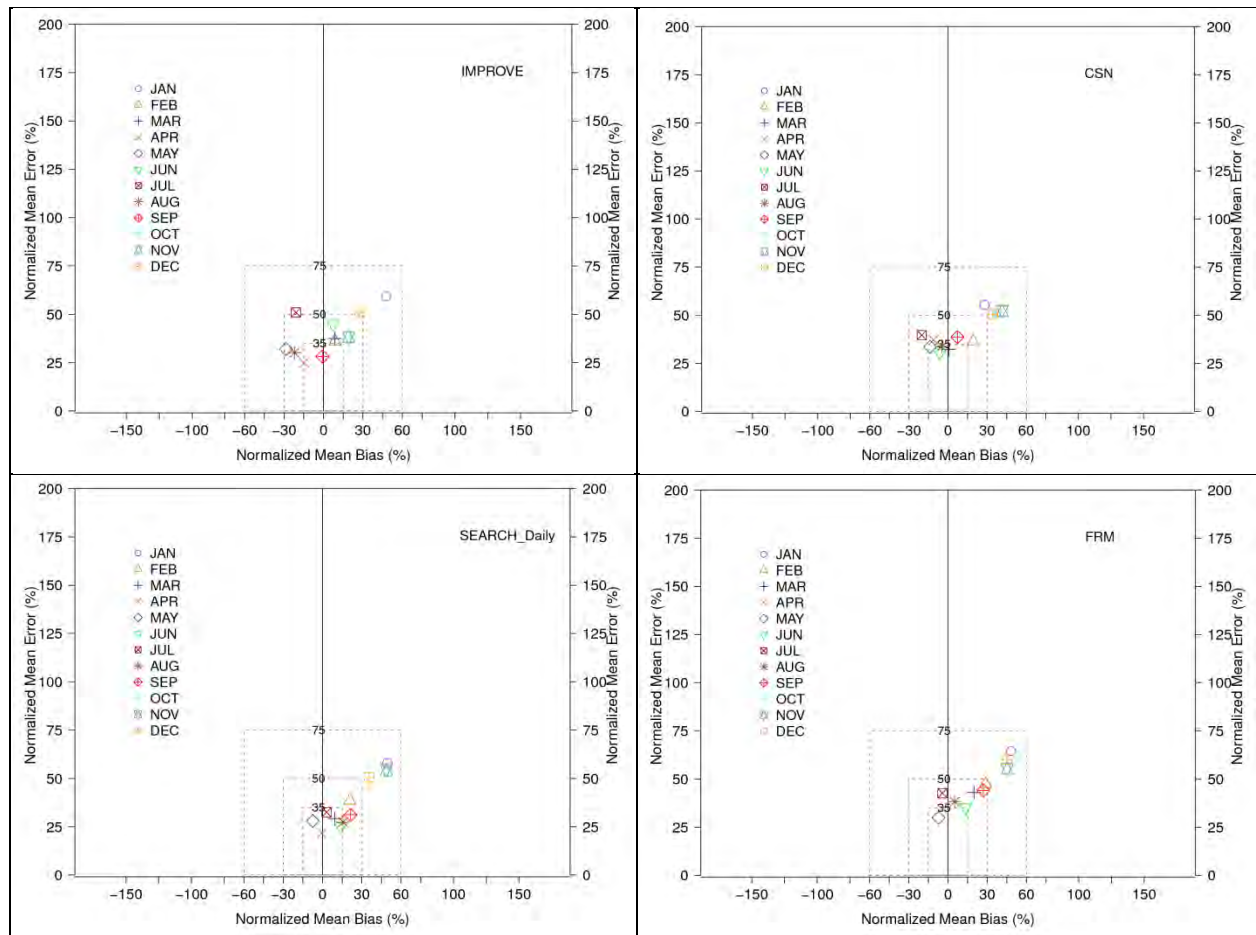 IMPROVE
Normalized Mean Error (%)
Normalized Mean Error (%)
200
175
150
125
100
75
50
25
0
200
175
150
125
100
75
50
25
0
JAN
FEB
MAR
APR
MAY
JUN
JUL
AUG
SEP
OCT
NOV
DEC
75
50
35
−150 −100 −60 −30 0 30 60 100 150
Normalized Mean Bias (%)
CSN
Normalized Mean Error (%)
Normalized Mean Error (%)
200
175
150
125
100
75
50
25
0
200
175
150
125
100
75
50
25
0
JAN
FEB
MAR
APR
MAY
JUN
JUL
AUG
SEP
OCT
NOV
DEC
75
50
35
−150 −100 −60 −30 0 30 60 100 150
Normalized Mean Bias (%)
SEARCH_Daily
Normalized Mean Error (%)
Normalized Mean Error (%)
200
175
150
125
100
75
50
25
0
200
175
150
125
100
75
50
25
0
JAN
FEB
MAR
APR
MAY
JUN
JUL
AUG
SEP
OCT
NOV
DEC
75
50
35
−150 −100 −60 −30 0 30 60 100 150
Normalized Mean Bias (%)
FRM
Normalized Mean Error (%)
Normalized Mean Error (%)
200
175
150
125
100
75
50
25
0
200
175
150
125
100
75
50
25
0
JAN
FEB
MAR
APR
MAY
JUN
JUL
AUG
SEP
OCT
NOV
DEC
75
50
35
−150 −100 −60 −30 0 30 60 100 150
Normalized Mean Bias (%)